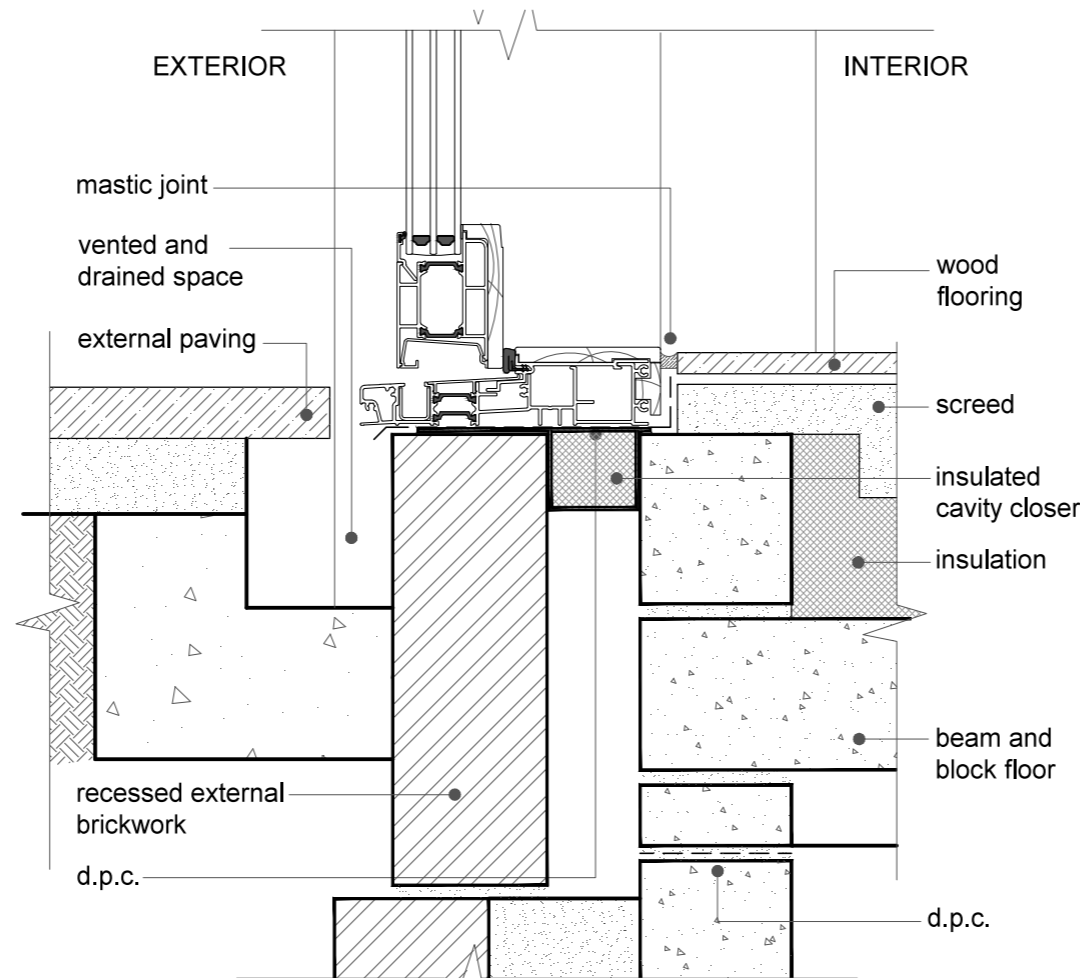 EXTERIOR
INTERIOR
mastic joint
vented and
drained space
external paving
recessed external
brickwork
d.p.c.
wood
flooring
screed
insulated
cavity closer
insulation
beam and
block floor
d.p.c.